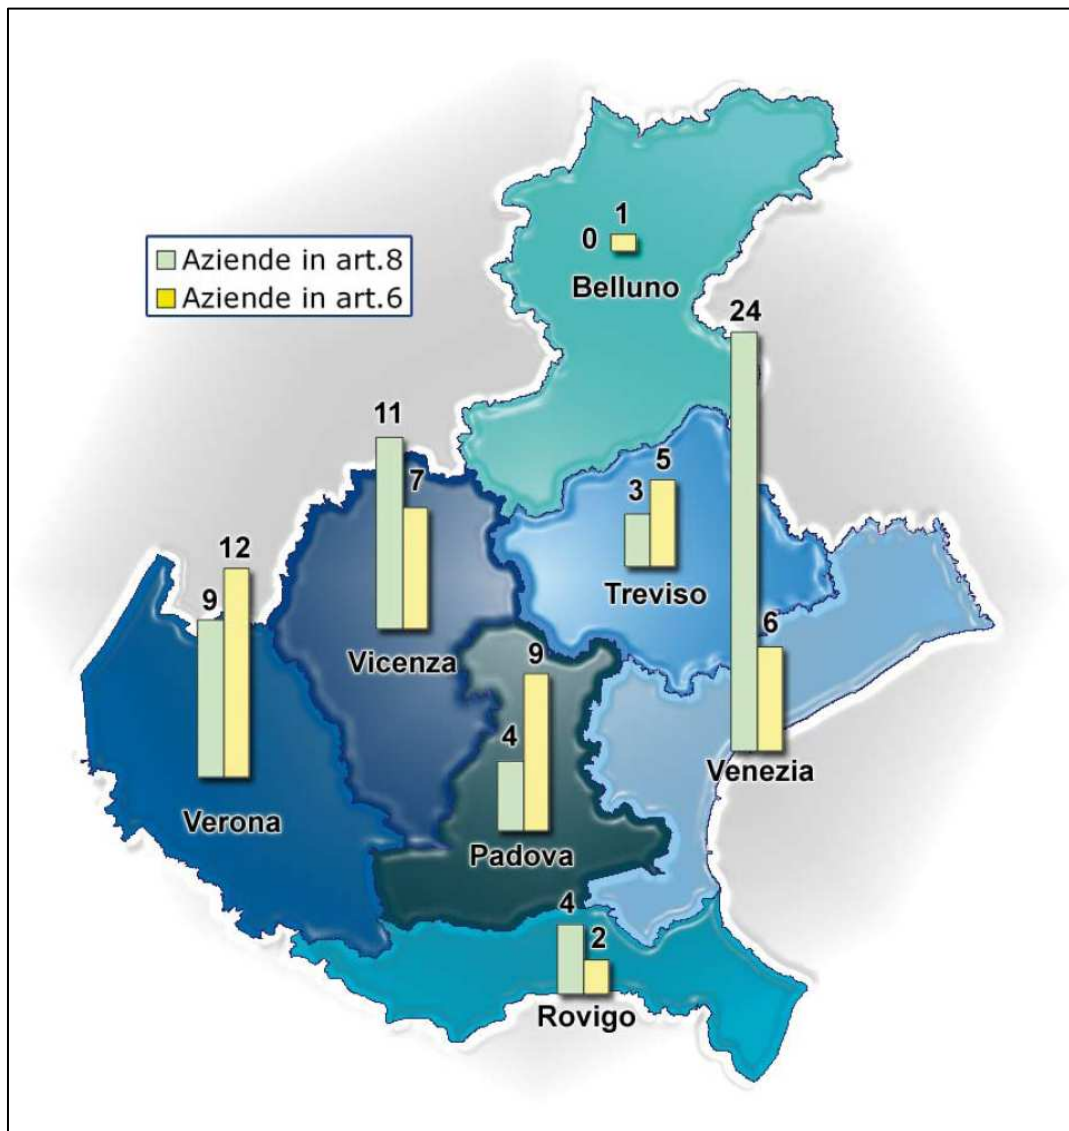 1
0
Belluno
Aziende in art.8
Aziende in art.6
24
11
7
5
3
Treviso
12
9
Vicenza
9
4
6
Venezia
Verona
Padova
4
2
Rovigo